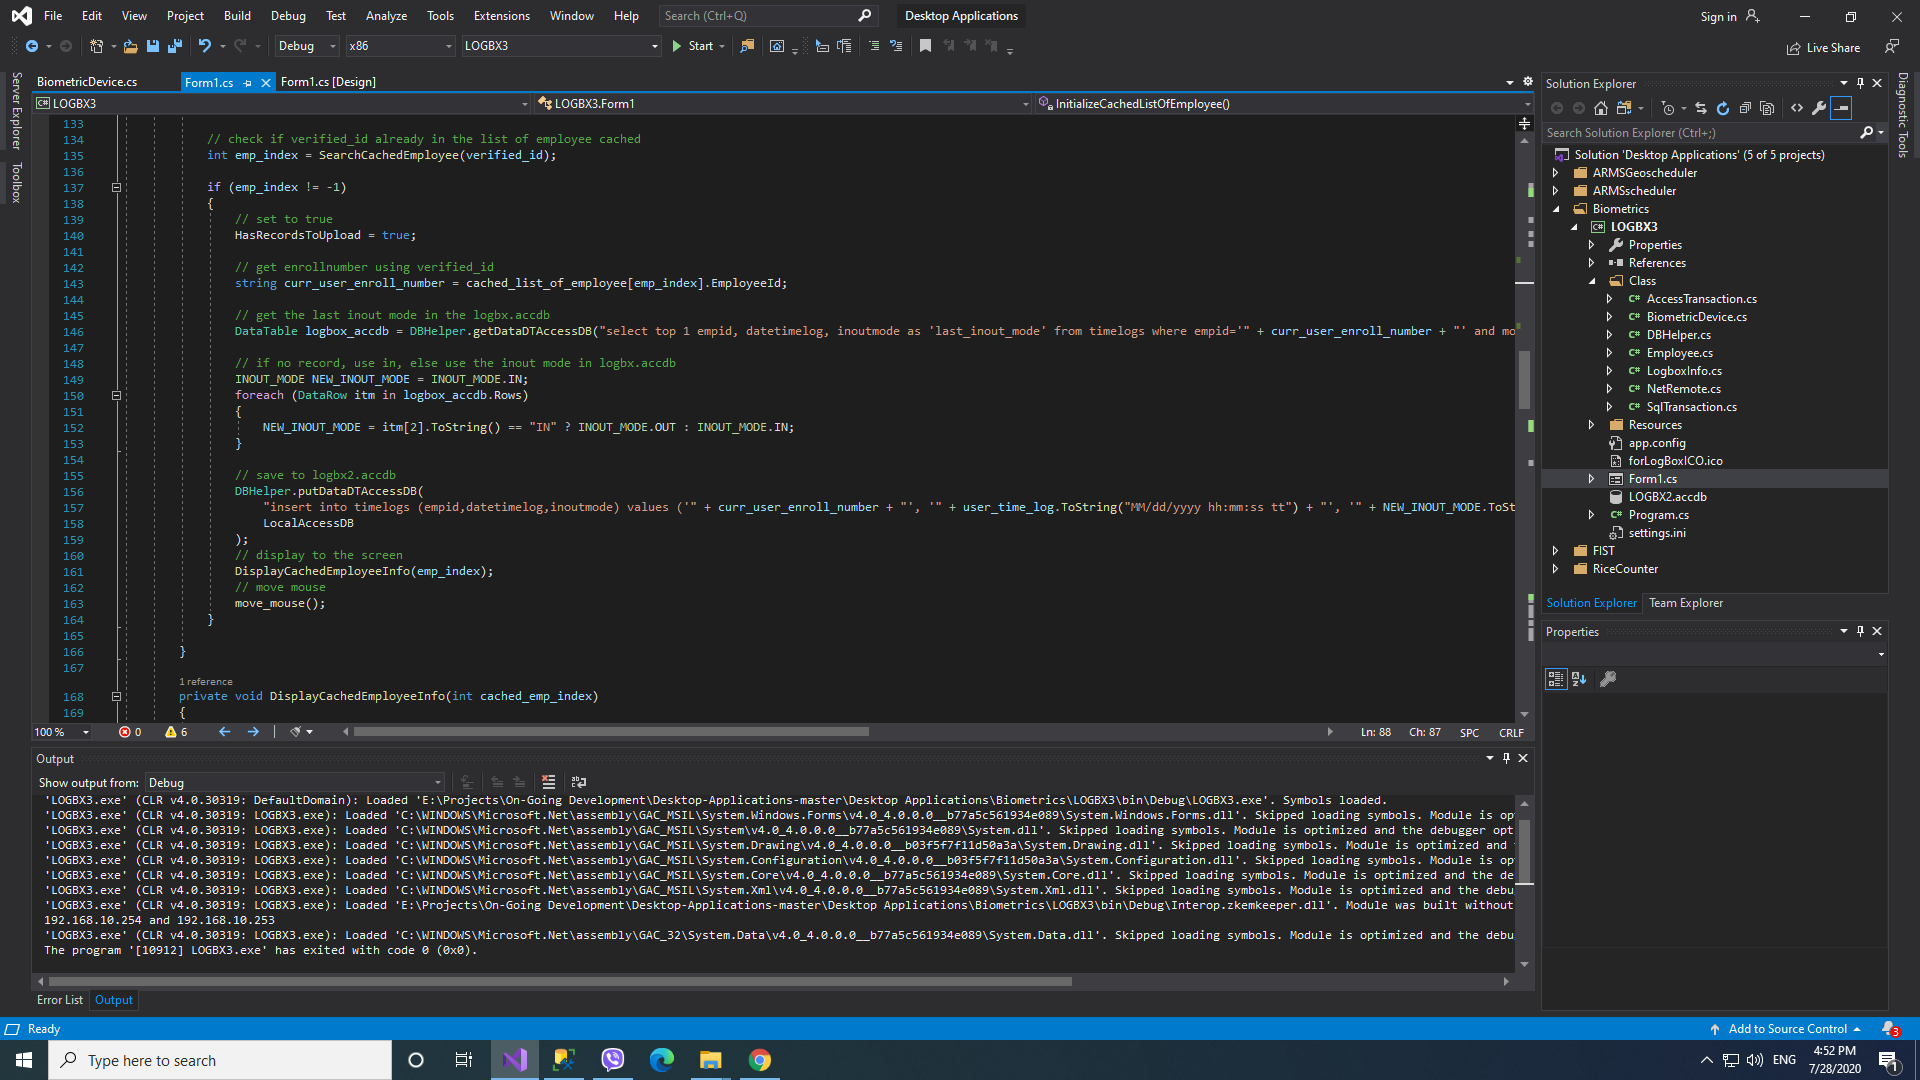 File Edit View Project Build Debug Test Analyze Tools Extensions Window Help Search (Ctrl+Q) Desktop Applications Sign in
Debug x86 LOGBX3 Start Live Share
Server Explorer
Toolbox
BiometricDevice.cs Form1.cs Form1.cs [Design]
C# LOGBX3 LOGBX3.Form1 InitializeCachedListOfEmployee()
133
134 // check if verified_id already in the list of employee cached
135 int emp_index = SearchCachedEmployee(verified_id);
136
137 if (emp_index != -1)
138 {
139 // set to true
140 HasRecordsToUpload = true;
141
142 // get enrollnumber using verified_id
143 string curr_user_enroll_number = cached_list_of_employee[emp_index].EmployeeId;
144
145 // get the last inout mode in the logbx.accdb
146 DataTable logbox_accdb = DBHelper.getDataDTAccessDB("select top 1 empid, datetimelog, inoutmode as 'last_inout_mode' from timelogs where empid='" + curr_user_enroll_number + "' and mo
147
148 // if no record, use in, else use the inout mode in logbx.accdb
149 INOUT_MODE NEW_INOUT_MODE = INOUT_MODE.IN;
150 foreach (DataRow itm in logbox_accdb.Rows)
151 {
152 NEW_INOUT_MODE = itm[2].ToString() == "IN" ? INOUT_MODE.OUT : INOUT_MODE.IN;
153 }
154
155 // save to logbx2.accdb
156 DBHelper.putDataDTAccessDB(
157 "insert into timelogs (empid,datetimelog,inoutmode) values ('" + curr_user_enroll_number + "', '" + user_time_log.ToString("MM/dd/yyyy hh:mm:ss tt") + "', '" + NEW_INOUT_MODE.ToSt
158 LocalAccessDB
159 );
160 // display to the screen
161 DisplayCachedEmployeeInfo(emp_index);
162 // move mouse
163 move_mouse();
164 }
165
166 }
167
1 reference
168 private void DisplayCachedEmployeeInfo(int cached_emp_index)
169 {
100 % 0 6 Ln: 88 Ch: 87 SPC CRLF
Output
Show output from: Debug
'LOGBX3.exe' (CLR v4.0.30319: DefaultDomain): Loaded 'E:\Projects\On-Going Development\Desktop-Applications-master\Desktop Applications\Biometrics\LOGBX3\bin\Debug\LOGBX3.exe'. Symbols loaded.
'LOGBX3.exe' (CLR v4.0.30319: LOGBX3.exe): Loaded 'C:\WINDOWS\Microsoft.Net\assembly\GAC_MSIL\System.Windows.Forms\v4.0_4.0.0.0__b77a5c561934e089\System.Windows.Forms.dll'. Skipped loading symbols. Module is op
'LOGBX3.exe' (CLR v4.0.30319: LOGBX3.exe): Loaded 'C:\WINDOWS\Microsoft.Net\assembly\GAC_MSIL\System\v4.0_4.0.0.0__b77a5c561934e089\System.dll'. Skipped loading symbols. Module is optimized and the debugger opt
'LOGBX3.exe' (CLR v4.0.30319: LOGBX3.exe): Loaded 'C:\WINDOWS\Microsoft.Net\assembly\GAC_MSIL\System.Drawing\v4.0_4.0.0.0__b03f5f7f11d50a3a\System.Drawing.dll'. Skipped loading symbols. Module is optimized and
'LOGBX3.exe' (CLR v4.0.30319: LOGBX3.exe): Loaded 'C:\WINDOWS\Microsoft.Net\assembly\GAC_MSIL\System.Configuration\v4.0_4.0.0.0__b03f5f7f11d50a3a\System.Configuration.dll'. Skipped loading symbols. Module is op
'LOGBX3.exe' (CLR v4.0.30319: LOGBX3.exe): Loaded 'C:\WINDOWS\Microsoft.Net\assembly\GAC_MSIL\System.Core\v4.0_4.0.0.0__b77a5c561934e089\System.Core.dll'. Skipped loading symbols. Module is optimized and the de
'LOGBX3.exe' (CLR v4.0.30319: LOGBX3.exe): Loaded 'C:\WINDOWS\Microsoft.Net\assembly\GAC_MSIL\System.Xml\v4.0_4.0.0.0__b77a5c561934e089\System.Xml.dll'. Skipped loading symbols. Module is optimized and the debu
'LOGBX3.exe' (CLR v4.0.30319: LOGBX3.exe): Loaded 'E:\Projects\On-Going Development\Desktop-Applications-master\Desktop Applications\Biometrics\LOGBX3\bin\Debug\Interop.zkemkeeper.dll'. Module was built without
192.168.10.254 and 192.168.10.253
'LOGBX3.exe' (CLR v4.0.30319: LOGBX3.exe): Loaded 'C:\WINDOWS\Microsoft.Net\assembly\GAC_32\System.Data\v4.0_4.0.0.0__b77a5c561934e089\System.Data.dll'. Skipped loading symbols. Module is optimized and the debu
The program '[10912] LOGBX3.exe' has exited with code 0 (0x0).
Error List Output
Solution Explorer
Search Solution Explorer (Ctrl+;)
Solution 'Desktop Applications' (5 of 5 projects)
ARMSGeoscheduler
ARMSscheduler
Biometrics
C# LOGBX3
Properties
References
Class
C# AccessTransaction.cs
C# BiometricDevice.cs
C# DBHelper.cs
C# Employee.cs
C# LogboxInfo.cs
C# NetRemote.cs
C# SqlTransaction.cs
Resources
app.config
forLogBoxICO.ico
Form1.cs
LOGBX2.accdb
C# Program.cs
settings.ini
FIST
RiceCounter
Solution Explorer Team Explorer
Properties
Diagnostic Tools
Ready Add to Source Control 3
Type here to search ENG 4:52 PM
7/28/2020 1